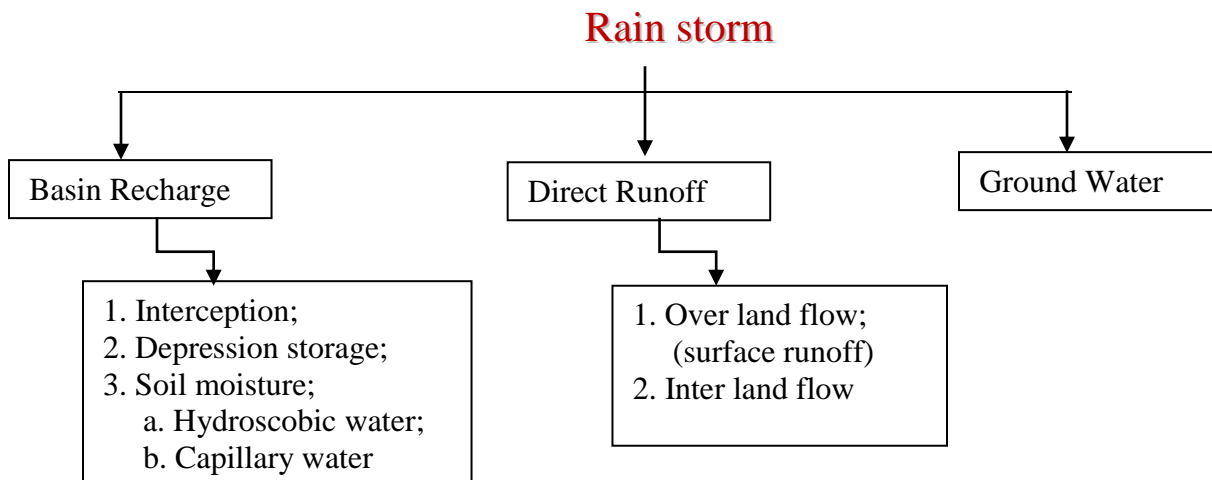 Rain storm
Basin Recharge
Direct Runoff
Ground Water
1. Interception;
2. Depression storage;
3. Soil moisture;
a. Hydroscobic water;
b. Capillary water
1. Over land flow;
(surface runoff)
2. Inter land flow